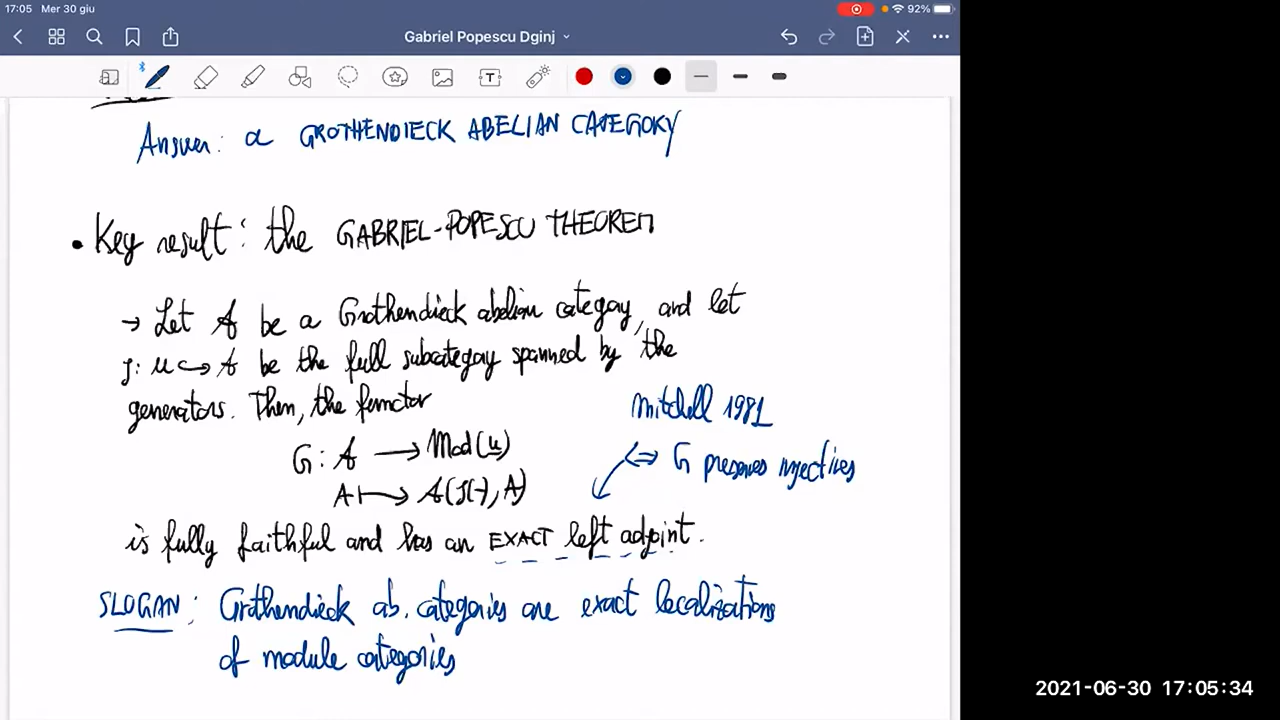 17:05 Mer 30 giu
92%
Gabriel Popescu Dginj
Answer: a GROTHENDIECK ABELIAN CATEGORY
• Key result: the GABRIEL-POPESCU THEOREM
→ Let A be a Grothendieck abelian category, and let
J: u ↪ A be the full subcategory spanned by the
generators. Then, the functor
Mitchell 1981
G: A → Mod(u)
⇔ G preserves injectives
A ↦ A(J(-), A)
is fully faithful and has an EXACT left adjoint.
SLOGAN: Grothendieck ab. categories are exact localizations
of module categories
2021-06-30 17:05:34